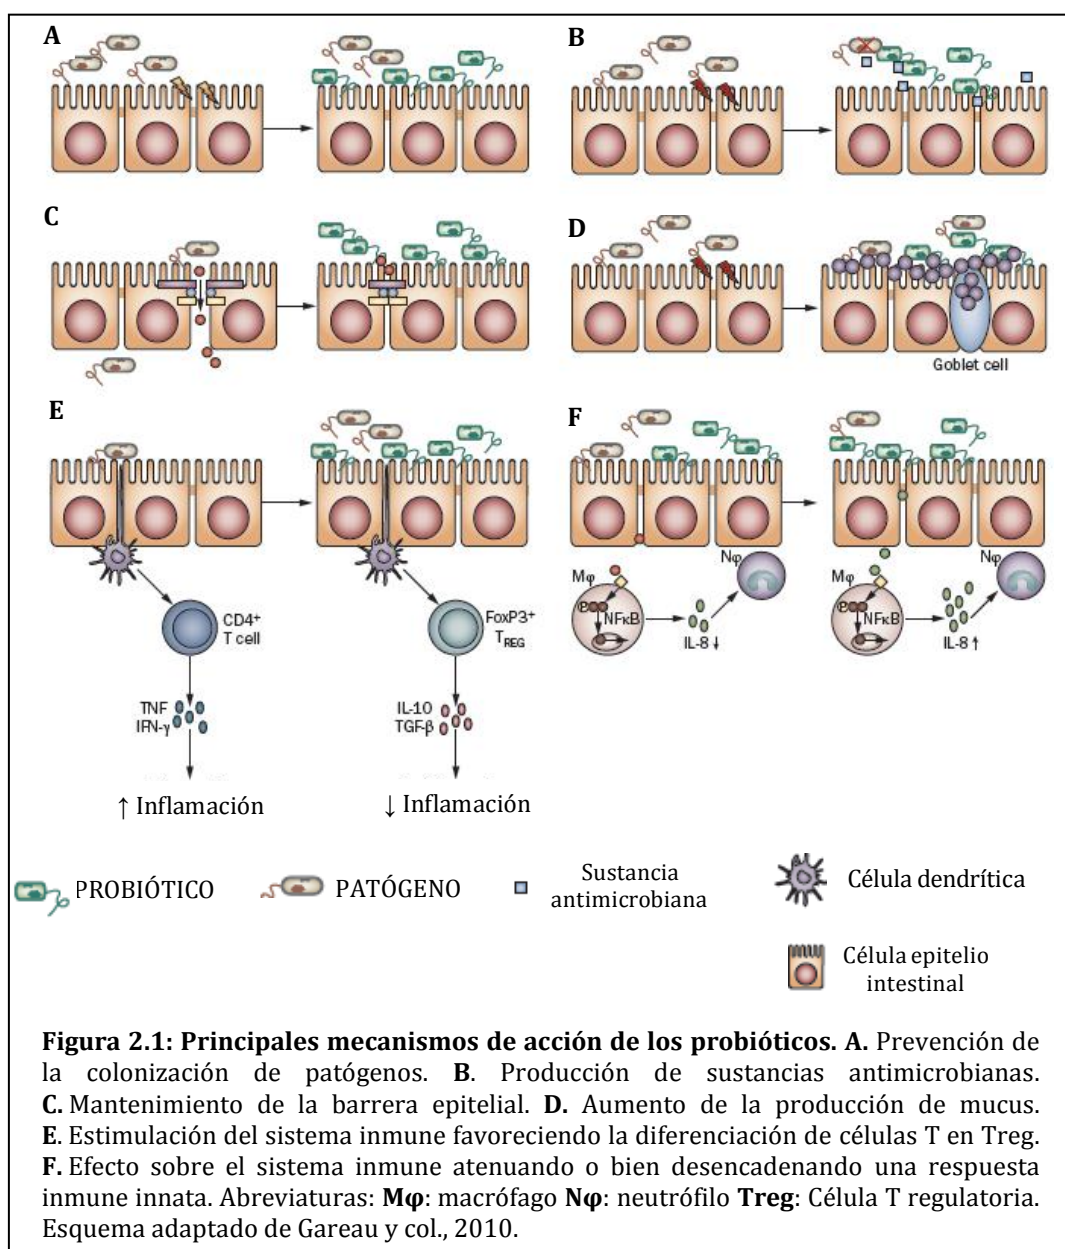 A
B
C
D
Goblet cell
E
CD4+
T cell
TNF
IFN-γ
↑ Inflamación
FoxP3+
TREG
IL-10
TGF-β
↓ Inflamación
F
Mφ
P
NFκB
IL-8 ↓
Nφ
Mφ
P
NFκB
IL-8 ↑
Nφ
PROBIÓTICO
PATÓGENO
Sustancia
antimicrobiana
Célula dendrítica
Célula epitelio
intestinal
Figura 2.1: Principales mecanismos de acción de los probióticos. A. Prevención de
la colonización de patógenos. B. Producción de sustancias antimicrobianas.
C. Mantenimiento de la barrera epitelial. D. Aumento de la producción de mucus.
E. Estimulación del sistema inmune favoreciendo la diferenciación de células T en Treg.
F. Efecto sobre el sistema inmune atenuando o bien desencadenando una respuesta
inmune innata. Abreviaturas: Mφ: macrófago Nφ: neutrófilo Treg: Célula T regulatoria.
Esquema adaptado de Gareau y col., 2010.